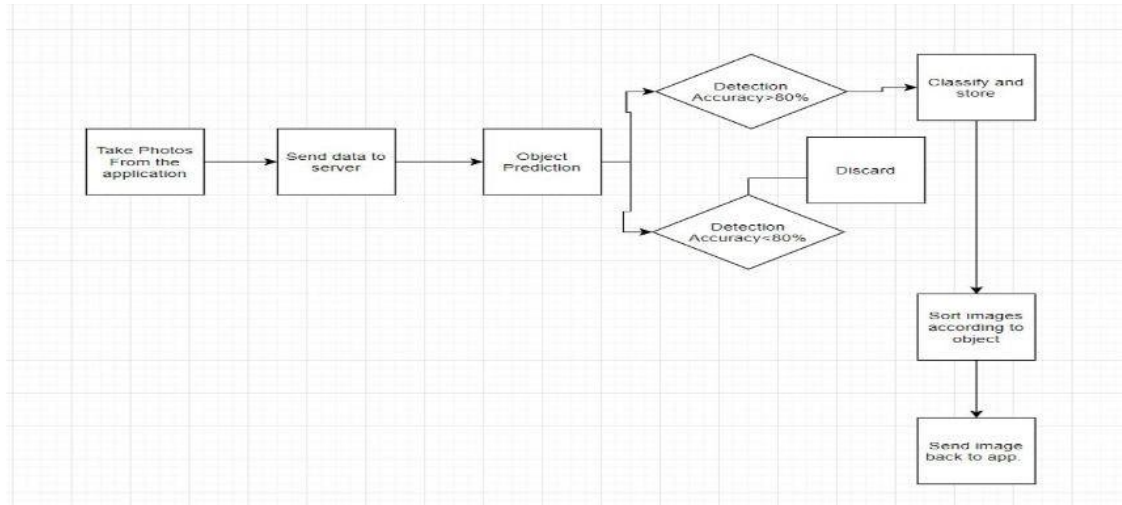 Take Photos
From the
application
Send data to
server
Object
Prediction
Detection
Accuracy>80%
Classify and
store
Detection
Accuracy<80%
Discard
Sort images
according to
object
Send image
back to app.